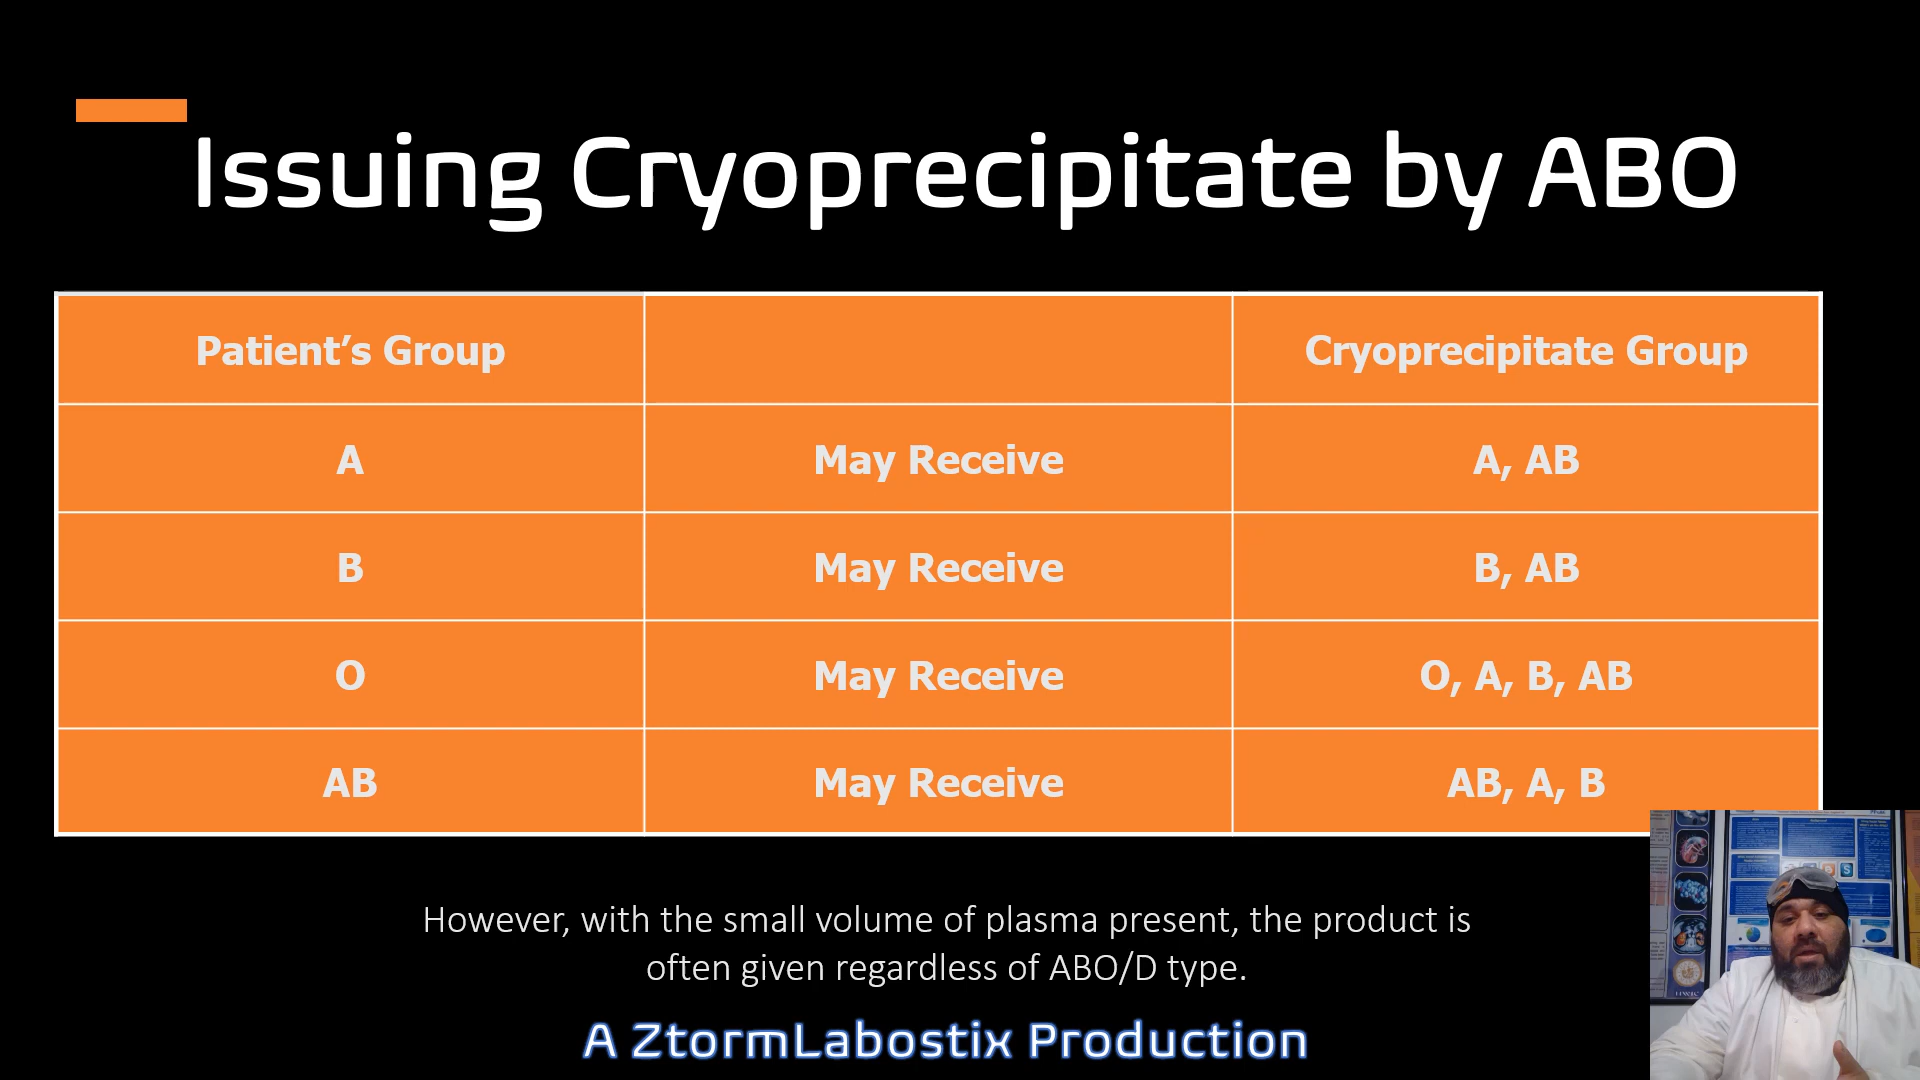 Issuing Cryoprecipitate by ABO
Patient’s Group
Cryoprecipitate Group
A
May Receive
A, AB
B
May Receive
B, AB
O
May Receive
O, A, B, AB
AB
May Receive
AB, A, B
However, with the small volume of plasma present, the product is
often given regardless of ABO/D type.
A ZtormLabostix Production